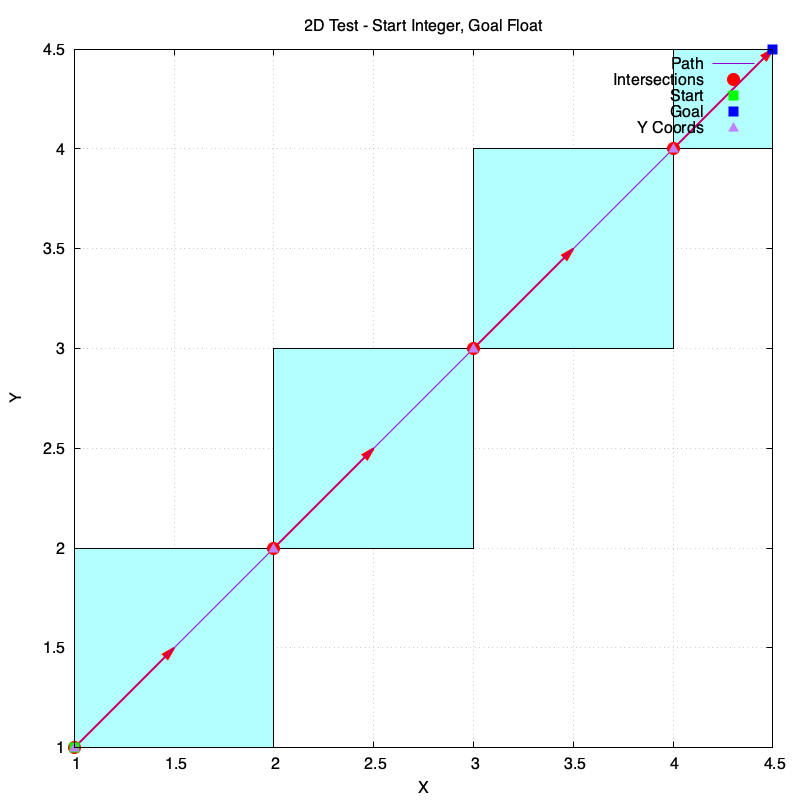 2D Test - Start Integer, Goal Float
4.5
Path
Intersections
Start
Goal
Y Coords
4
3.5
3
Y
2.5
2
1.5
1
1 1.5 2 2.5 3 3.5 4 4.5
X